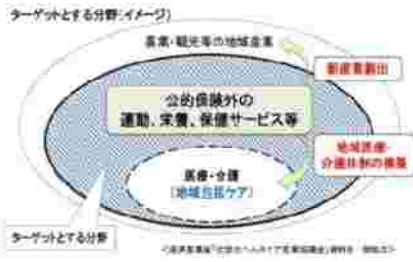 ターゲットとする分野(イメージ)
農業・観光等の地域産業
新産業創出
公的保険外の
運動、栄養、保健サービス等
地域医療・
介護体制の構築
医療・介護
(地域包括ケア)
ターゲットとする分野